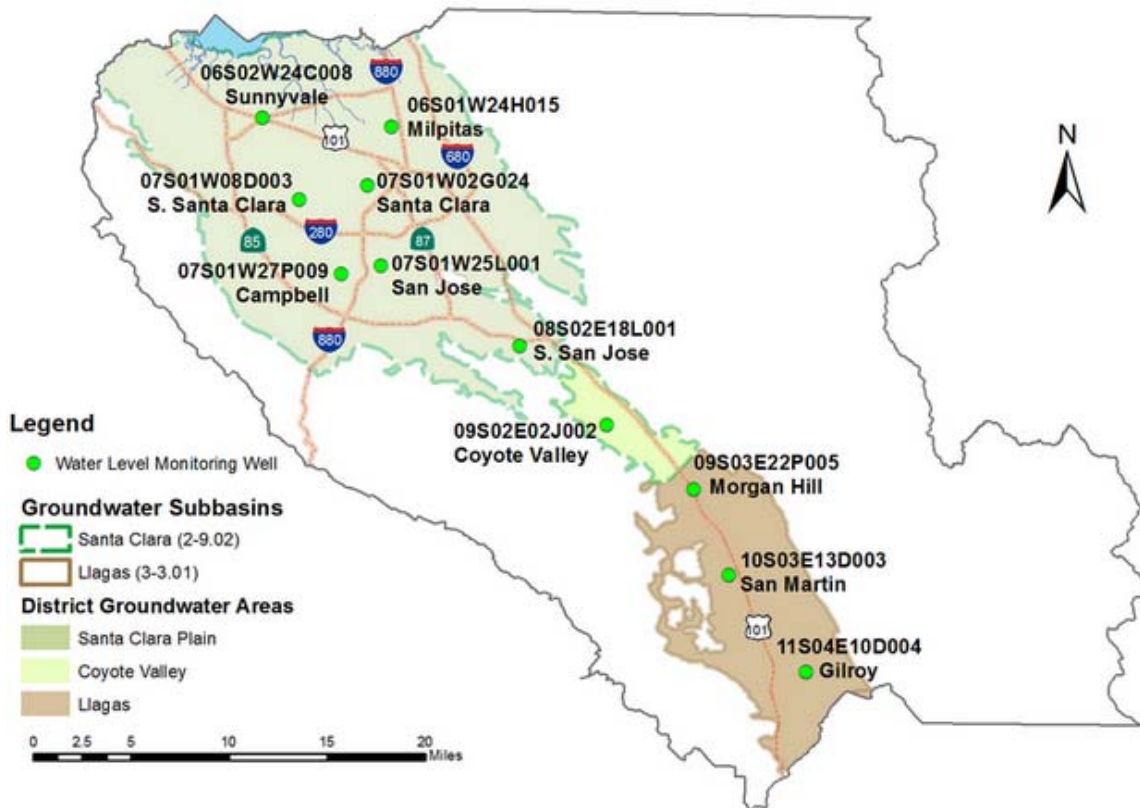 880
06S02W24C008
Sunnyvale
06S01W24H015
Milpitas
101
680
N
07S01W08D003
S. Santa Clara
07S01W02G024
Santa Clara
280
85
87
07S01W27P009
Campbell
07S01W25L001
San Jose
880
08S02E18L001
S. San Jose
09S02E02J002
Coyote Valley
09S03E22P005
Morgan Hill
10S03E13D003
San Martin
101
11S04E10D004
Gilroy
Legend
Water Level Monitoring Well
Groundwater Subbasins
Santa Clara (2-9.02)
Llagas (3-3.01)
District Groundwater Areas
Santa Clara Plain
Coyote Valley
Llagas
0 2.5 5 10 15 20
Miles